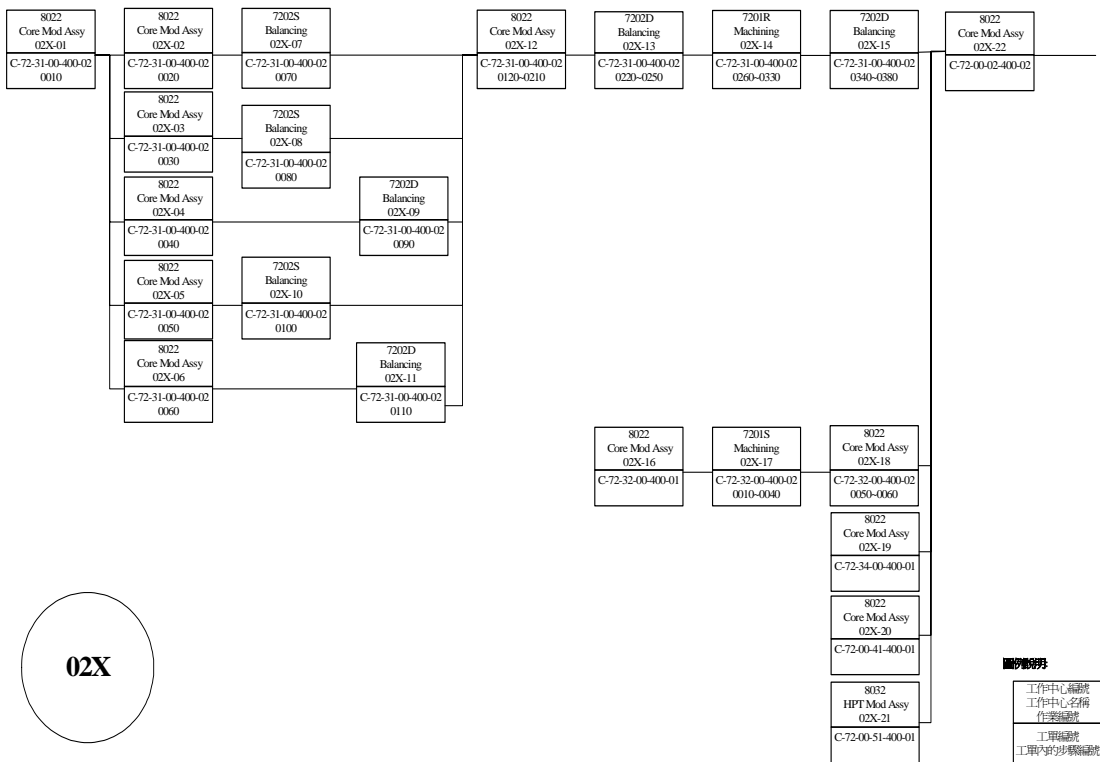 8022
Core Mod Assy
02X-01
C-72-31-00-400-02
0010
8022
Core Mod Assy
02X-02
C-72-31-00-400-02
0020
7202S
Balancing
02X-07
C-72-31-00-400-02
0070
8022
Core Mod Assy
02X-12
C-72-31-00-400-02
0120~0210
7202D
Balancing
02X-13
C-72-31-00-400-02
0220~0250
7201R
Machining
02X-14
C-72-31-00-400-02
0260~0330
7202D
Balancing
02X-15
C-72-31-00-400-02
0340~0380
8022
Core Mod Assy
02X-22
C-72-00-02-400-02
8022
Core Mod Assy
02X-03
C-72-31-00-400-02
0030
7202S
Balancing
02X-08
C-72-31-00-400-02
0080
8022
Core Mod Assy
02X-04
C-72-31-00-400-02
0040
7202D
Balancing
02X-09
C-72-31-00-400-02
0090
8022
Core Mod Assy
02X-05
C-72-31-00-400-02
0050
7202S
Balancing
02X-10
C-72-31-00-400-02
0100
8022
Core Mod Assy
02X-06
C-72-31-00-400-02
0060
7202D
Balancing
02X-11
C-72-31-00-400-02
0110
8022
Core Mod Assy
02X-16
C-72-32-00-400-01
7201S
Machining
02X-17
C-72-32-00-400-02
0010~0040
8022
Core Mod Assy
02X-18
C-72-32-00-400-02
0050~0060
8022
Core Mod Assy
02X-19
C-72-34-00-400-01
8022
Core Mod Assy
02X-20
C-72-00-41-400-01
8032
HPT Mod Assy
02X-21
C-72-00-51-400-01
02X
圖例說明
工作中心編號
工作中心名稱
作業編號
工單編號
工單內的步驟編號